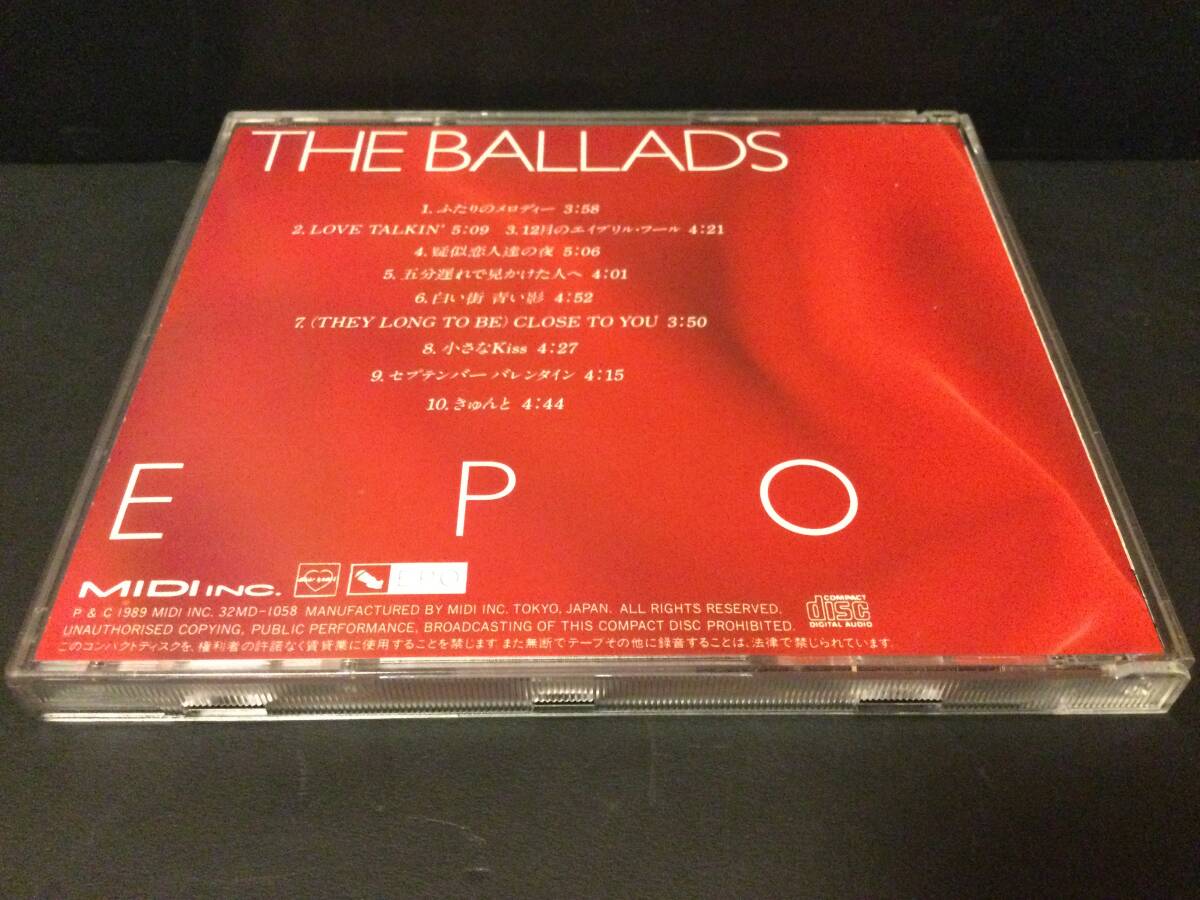 THE BALLADS
1. ふたりのメロディー 3:58
2. LOVE TALKIN' 5:09 3. 12月のエイプリル・フール 4:21
4. 疑似恋人達の夜 5:06
5. 五分遅れで見かけた人へ 4:01
6. 白い街 青い影 4:52
7. (THEY LONG TO BE) CLOSE TO YOU 3:50
8. 小さなKiss 4:27
9. セプテンバー バレンタイン 4:15
10. きゅんと 4:44
E P O
MIDI INC. EPO
P & C 1989 MIDI INC. 32MD-1058 MANUFACTURED BY MIDI INC. TOKYO, JAPAN. ALL RIGHTS RESERVED.
UNAUTHORISED COPYING, PUBLIC PERFORMANCE, BROADCASTING OF THIS COMPACT DISC PROHIBITED.
このコンパクトディスクを、権利者の許諾なく賃貸業に使用することを禁じます。また無断でテープその他に録音することは、法律で禁じられています。
COMPACT disc DIGITAL AUDIO